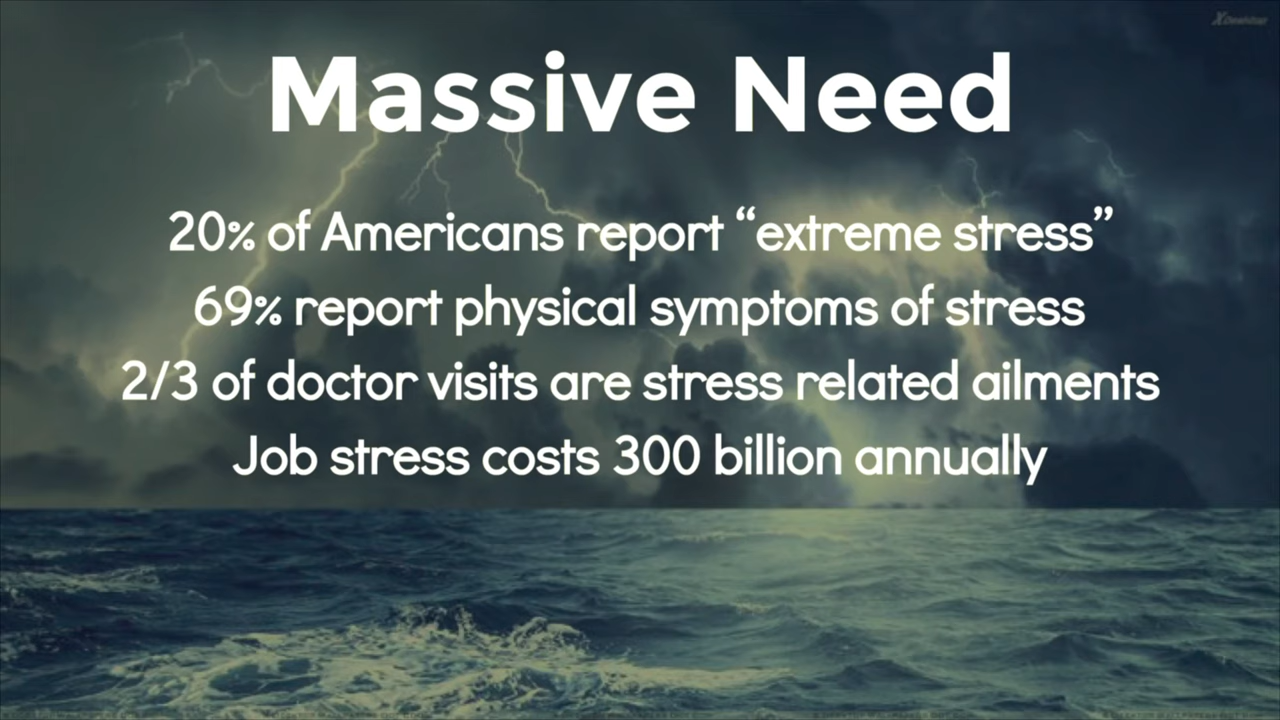 Massive Need
20% of Americans report “extreme stress”
69% report physical symptoms of stress
2/3 of doctor visits are stress related ailments
Job stress costs 300 billion annually